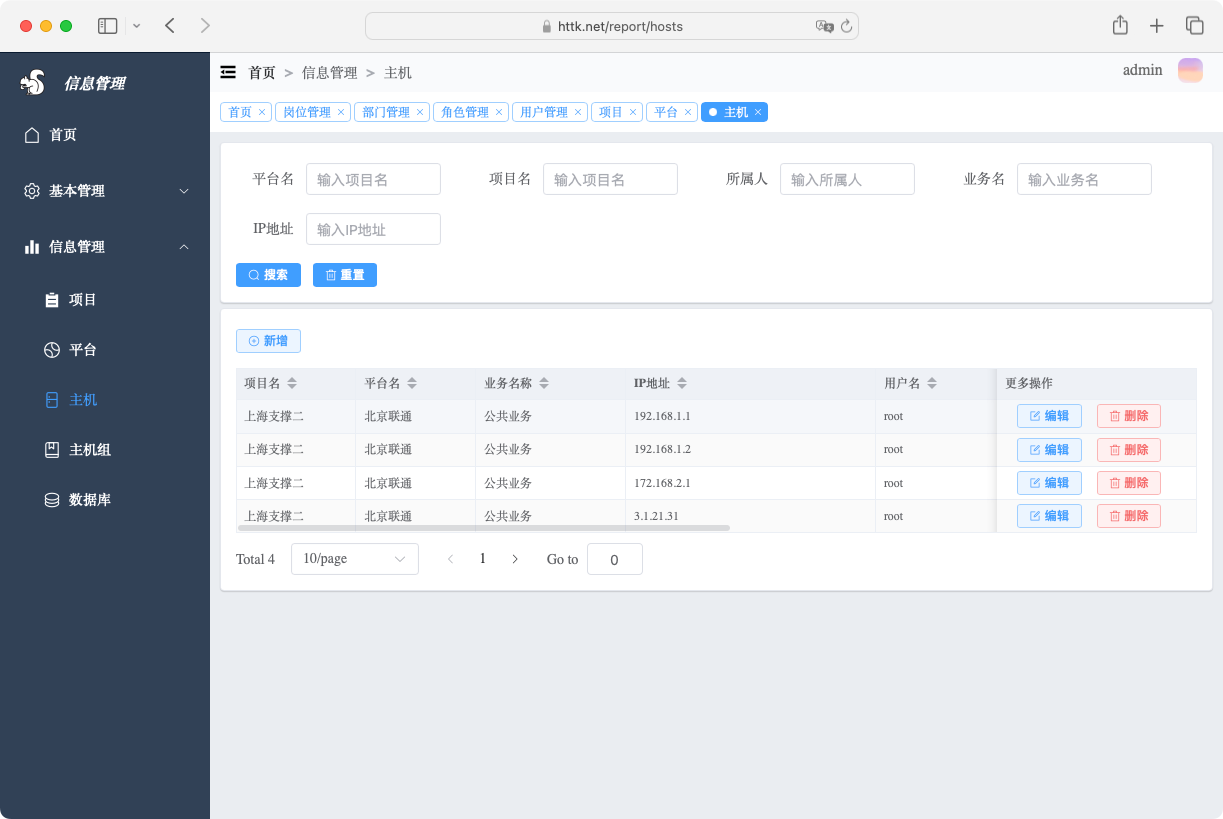 httk.net/report/hosts
信息管理
首页 > 信息管理 > 主机
admin
首页 岗位管理 部门管理 角色管理 用户管理 项目 平台 主机
首页
基本管理
信息管理
项目
平台
主机
主机组
数据库
平台名 输入项目名 项目名 输入项目名 所属人 输入所属人 业务名 输入业务名
IP地址 输入IP地址
搜索 重置
新增
项目名 平台名 业务名称 IP地址 用户名 更多操作
上海支撑二 北京联通 公共业务 192.168.1.1 root 编辑 删除
上海支撑二 北京联通 公共业务 192.168.1.2 root 编辑 删除
上海支撑二 北京联通 公共业务 172.168.2.1 root 编辑 删除
上海支撑二 北京联通 公共业务 3.1.21.31 root 编辑 删除
Total 4 10/page 1 Go to 0